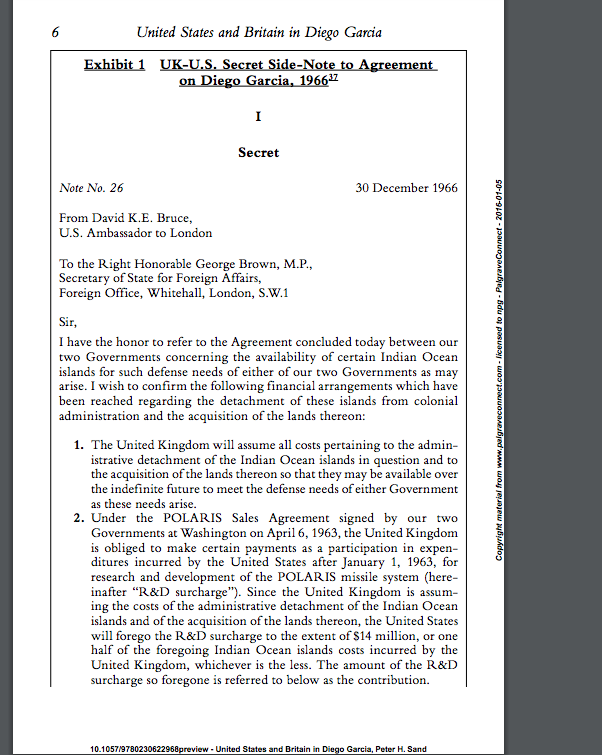 6 United States and Britain in Diego Garcia
Exhibit 1 UK-U.S. Secret Side-Note to Agreement
on Diego Garcia, 196637
I
Secret
Note No. 26 30 December 1966
From David K.E. Bruce,
U.S. Ambassador to London
To the Right Honorable George Brown, M.P.,
Secretary of State for Foreign Affairs,
Foreign Office, Whitehall, London, S.W.1
Sir,
I have the honor to refer to the Agreement concluded today between our
two Governments concerning the availability of certain Indian Ocean
islands for such defense needs of either of our two Governments as may
arise. I wish to confirm the following financial arrangements which have
been reached regarding the detachment of these islands from colonial
administration and the acquisition of the lands thereon:
1. The United Kingdom will assume all costs pertaining to the admin-
istrative detachment of the Indian Ocean islands in question and to
the acquisition of the lands thereon so that they may be available over
the indefinite future to meet the defense needs of either Government
as these needs arise.
2. Under the POLARIS Sales Agreement signed by our two
Governments at Washington on April 6, 1963, the United Kingdom
is obliged to make certain payments as a participation in expen-
ditures incurred by the United States after January 1, 1963, for
research and development of the POLARIS missile system (here-
inafter “R&D surcharge”). Since the United Kingdom is assum-
ing the costs of the administrative detachment of the Indian Ocean
islands and of the acquisition of the lands thereon, the United States
will forego the R&D surcharge to the extent of $14 million, or one
half of the foregoing Indian Ocean islands costs incurred by the
United Kingdom, whichever is the less. The amount of the R&D
surcharge so foregone is referred to below as the contribution.
Copyright material from www.palgraveconnect.com - licensed to npg - PalgraveConnect - 2016-01-05
10.1057/9780230622968preview - United States and Britain in Diego Garcia, Peter H. Sand